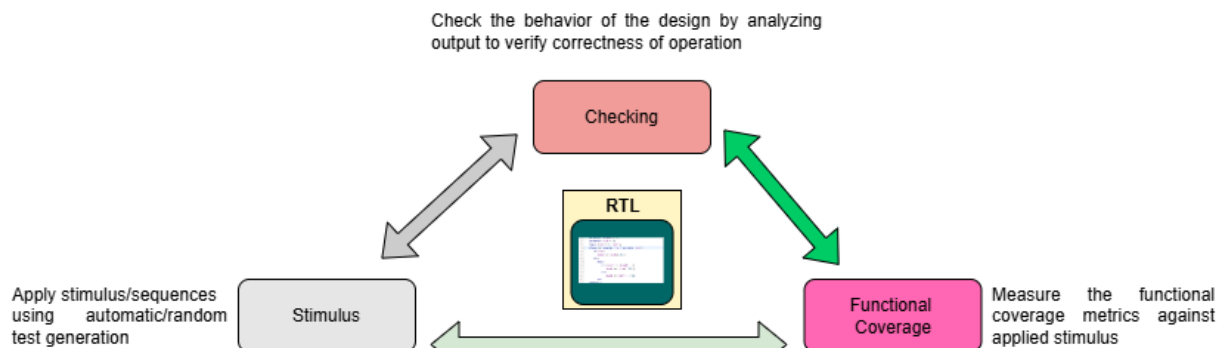 Check the behavior of the design by analyzing
output to verify correctness of operation
Checking
RTL
Apply stimulus/sequences
using automatic/random
test generation
Stimulus
Functional
Coverage
Measure the functional
coverage metrics against
applied stimulus